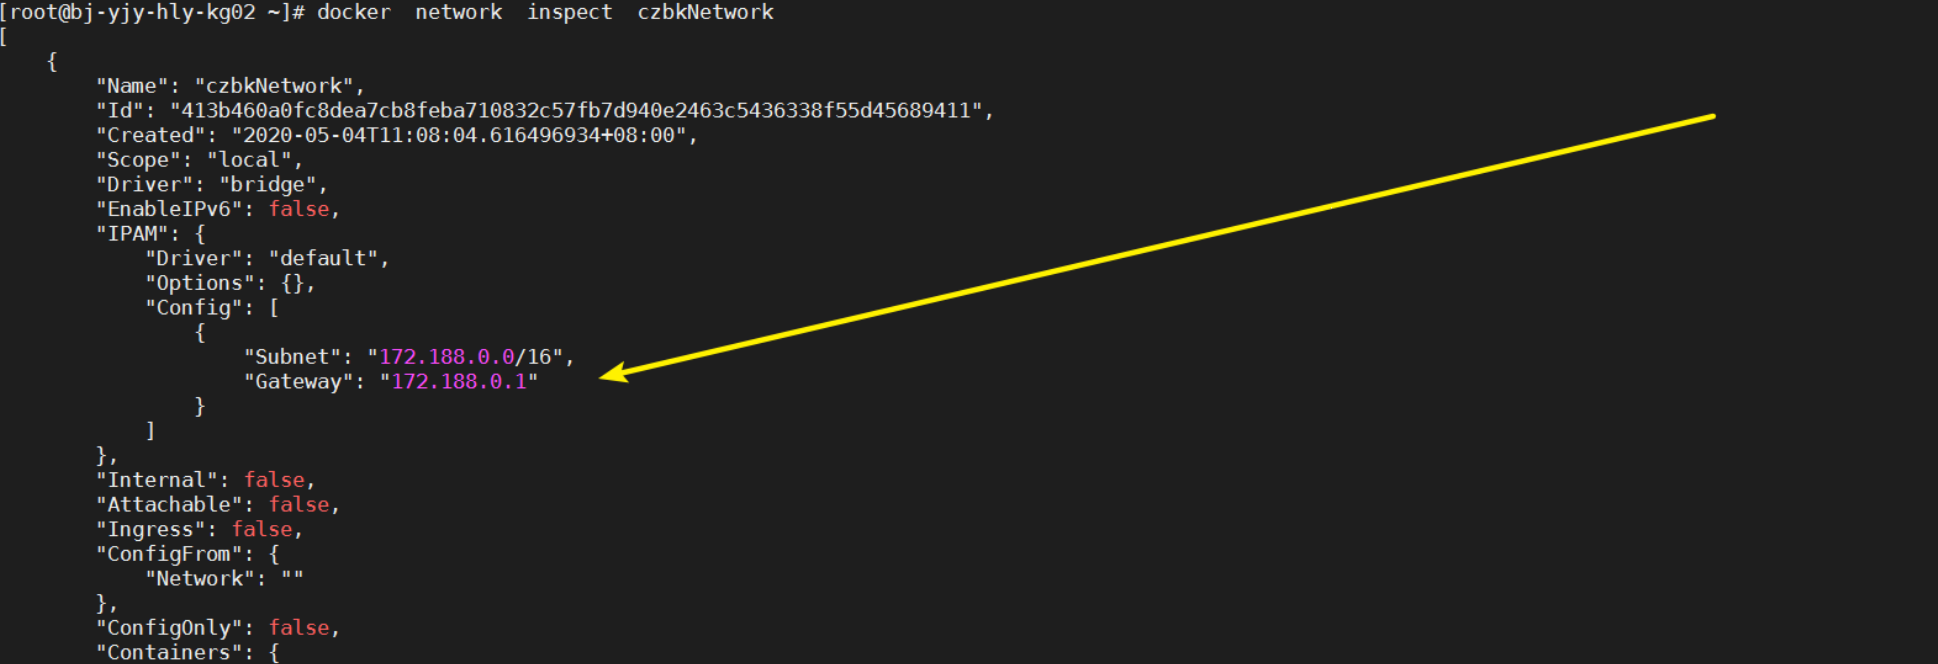 [root@bj-yjy-hly-kg02 ~]# docker  network  inspect  czbkNetwork
[
    {
        "Name": "czbkNetwork",
        "Id": "413b460a0fc8dea7cb8feba710832c57fb7d940e2463c5436338f55d45689411",
        "Created": "2020-05-04T11:08:04.616496934+08:00",
        "Scope": "local",
        "Driver": "bridge",
        "EnableIPv6": false,
        "IPAM": {
            "Driver": "default",
            "Options": {},
            "Config": [
                {
                    "Subnet": "172.188.0.0/16",
                    "Gateway": "172.188.0.1"
                }
            ]
        },
        "Internal": false,
        "Attachable": false,
        "Ingress": false,
        "ConfigFrom": {
            "Network": ""
        },
        "ConfigOnly": false,
        "Containers": {